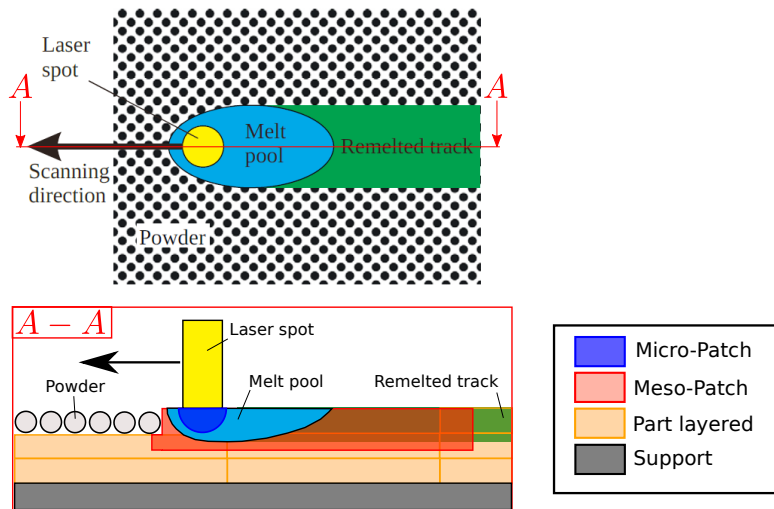 Laser
spot
A
A
Melt
pool
Remelted track
Scanning
direction
Powder
A − A
Laser spot
Powder
Melt pool
Remelted track
Micro-Patch
Meso-Patch
Part layered
Support